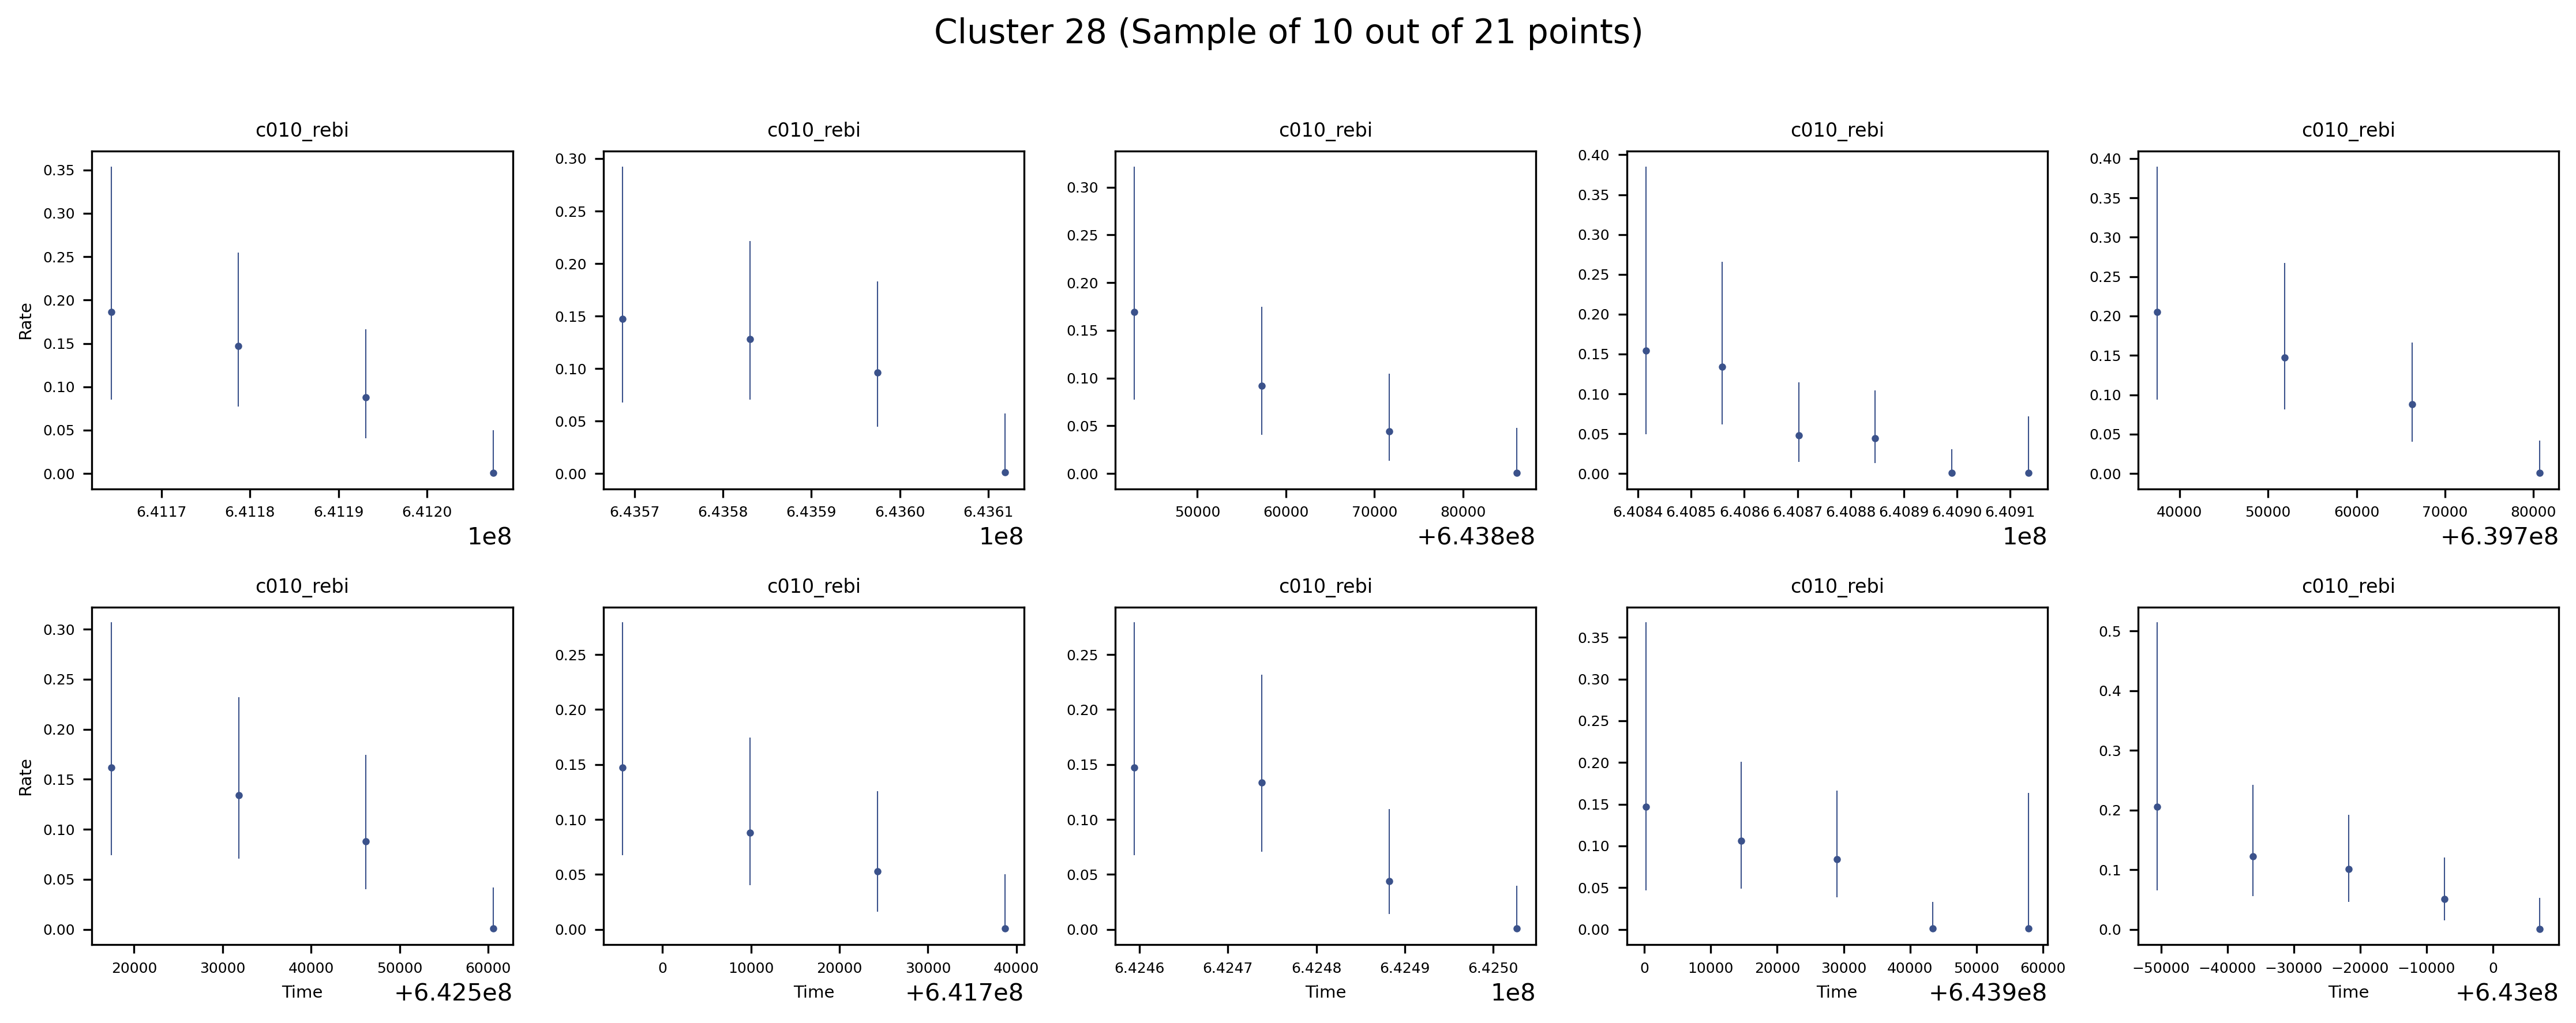 Cluster 28 (Sample of 10 out of 21 points)
c010_rebi c010_rebi c010_rebi c010_rebi c010_rebi
Rate
0.35
0.30
0.25
0.20
0.15
0.10
0.05
0.00
6.4117 6.4118 6.4119 6.4120
1e8
0.30
0.25
0.20
0.15
0.10
0.05
0.00
6.4357 6.4358 6.4359 6.4360 6.4361
1e8
0.30
0.25
0.20
0.15
0.10
0.05
0.00
50000 60000 70000 80000
+6.438e8
0.40
0.35
0.30
0.25
0.20
0.15
0.10
0.05
0.00
6.4084 6.4085 6.4086 6.4087 6.4088 6.4089 6.4090 6.4091
1e8
0.40
0.35
0.30
0.25
0.20
0.15
0.10
0.05
0.00
40000 50000 60000 70000 80000
+6.397e8
c010_rebi c010_rebi c010_rebi c010_rebi c010_rebi
Rate
0.30
0.25
0.20
0.15
0.10
0.05
0.00
20000 30000 40000 50000 60000
Time +6.425e8
0.25
0.20
0.15
0.10
0.05
0.00
0 10000 20000 30000 40000
Time +6.417e8
0.25
0.20
0.15
0.10
0.05
0.00
6.4246 6.4247 6.4248 6.4249 6.4250
Time 1e8
0.35
0.30
0.25
0.20
0.15
0.10
0.05
0.00
0 10000 20000 30000 40000 50000 60000
Time +6.439e8
0.5
0.4
0.3
0.2
0.1
0.0
−50000 −40000 −30000 −20000 −10000 0
Time +6.43e8